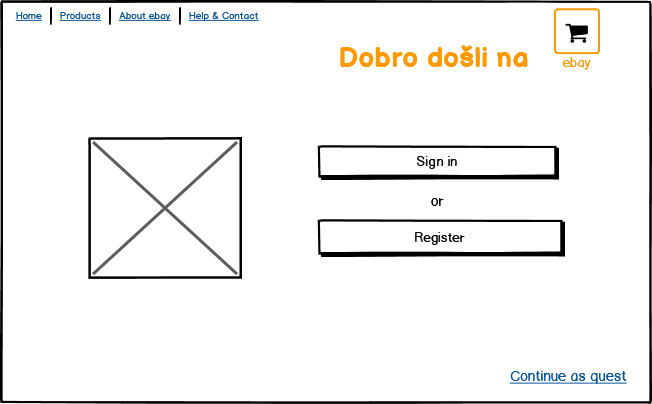 Home Products About ebay Help & Contact
Dobro došli na
ebay
Sign in
or
Register
Continue as quest